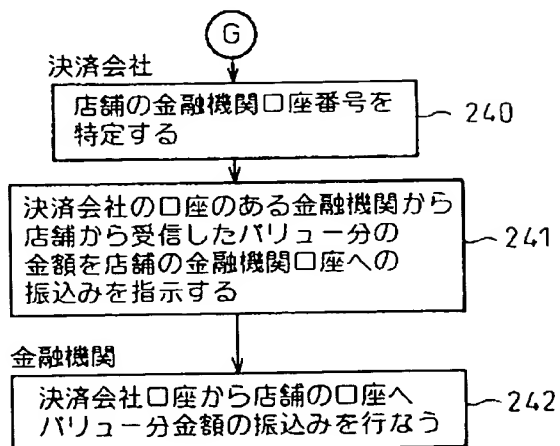 G
決済会社
店舗の金融機関口座番号を
特定する
240
決済会社の口座のある金融機関から
店舗から受信したバリュー分の
金額を店舗の金融機関口座への
振込みを指示する
241
金融機関
決済会社口座から店舗の口座へ
バリュー分金額の振込みを行なう
242